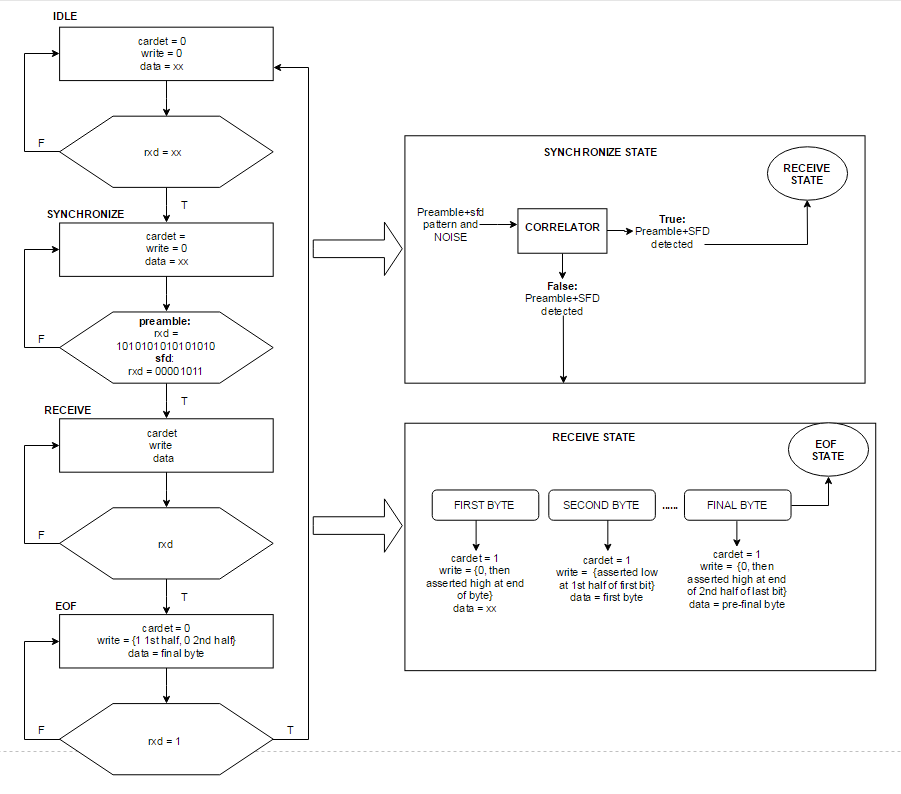 IDLE
cardet = 0
write = 0
data = xx
F
rxd = xx
T
SYNCHRONIZE
cardet =
write = 0
data = xx
F
preamble:
rxd =
1010101010101010
sfd:
rxd = 00001011
T
RECEIVE
cardet
write
data
F
rxd
T
EOF
cardet = 0
write = {1 1st half, 0 2nd half}
data = final byte
F
rxd = 1
T
SYNCHRONIZE STATE
RECEIVE
STATE
Preamble+sfd
pattern and
NOISE
CORRELATOR
True:
Preamble+SFD
detected
False:
Preamble+SFD
detected
RECEIVE STATE
EOF
STATE
FIRST BYTE
SECOND BYTE
......
FINAL BYTE
cardet = 1
write = {0, then
asserted high at end
of byte}
data = xx
cardet = 1
write = {asserted low
at 1st half of first bit}
data = first byte
cardet = 1
write = {0, then
asserted high at end
of 2nd half of last bit}
data = pre-final byte